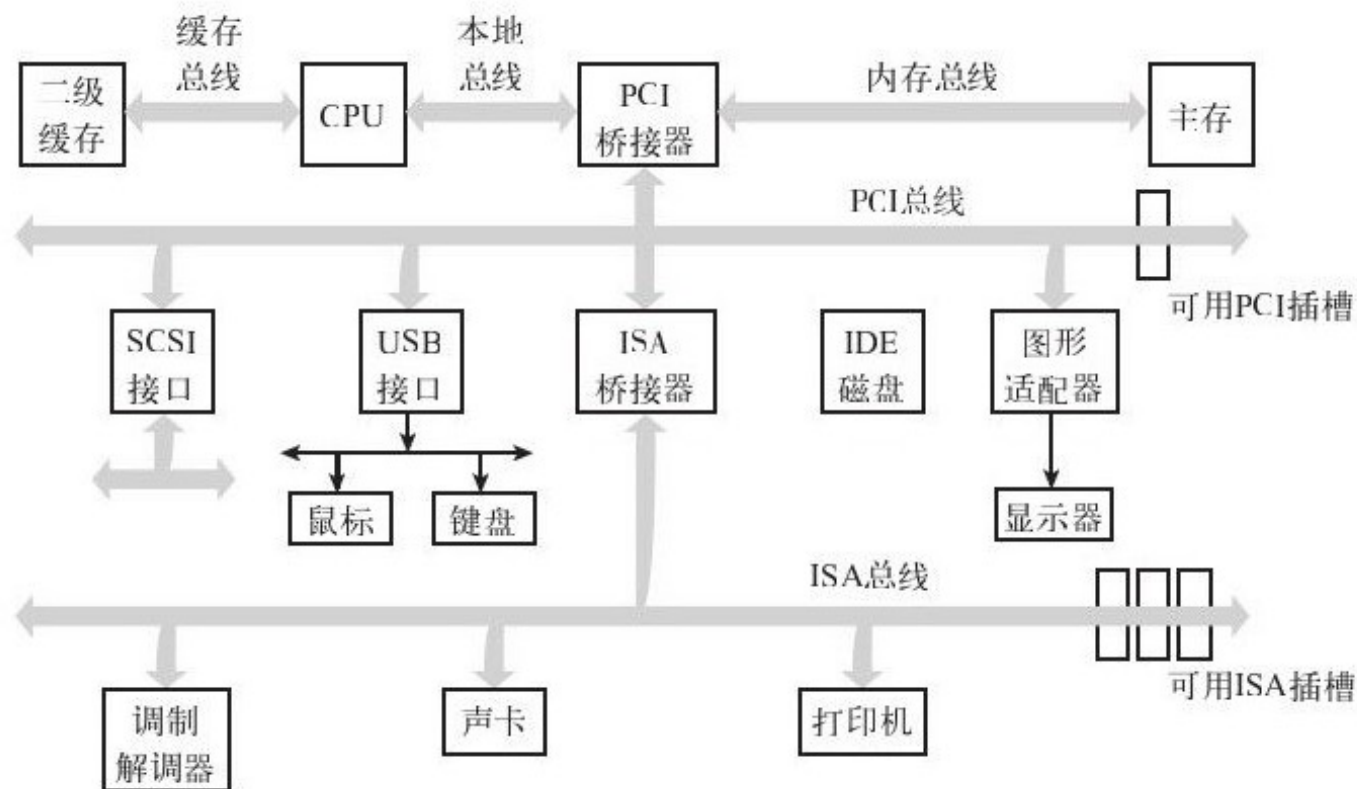 缓存
总线
本地
总线
二级
缓存
CPU
PCI
桥接器
内存总线
主存
PCI总线
可用PCI插槽
SCSI
接口
USB
接口
ISA
桥接器
IDE
磁盘
图形
适配器
鼠标
键盘
显示器
ISA总线
可用ISA插槽
调制
解调器
声卡
打印机